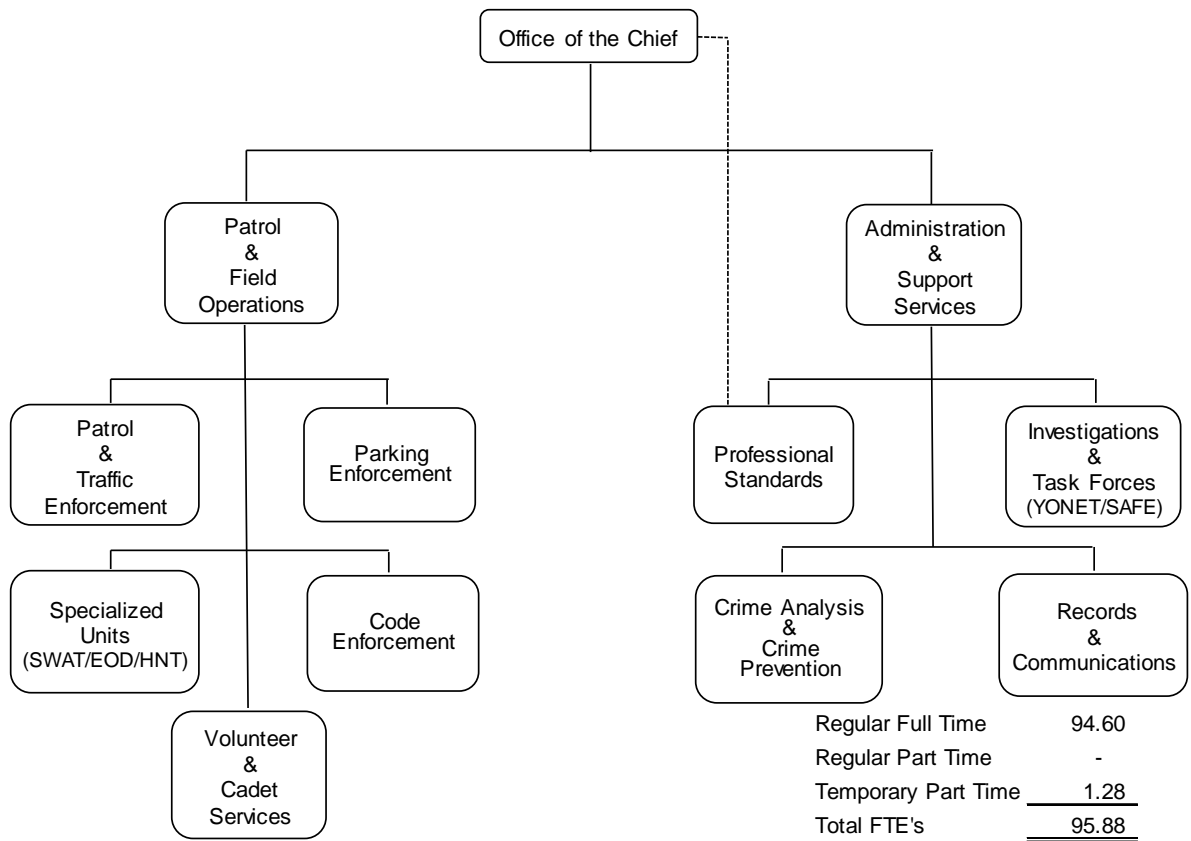 Office of the Chief
Patrol
&
Field
Operations
Administration
&
Support
Services
Patrol
&
Traffic
Enforcement
Parking
Enforcement
Professional
Standards
Investigations
&
Task Forces
(YONET/SAFE)
Specialized
Units
(SWAT/EOD/HNT)
Code
Enforcement
Crime Analysis
&
Crime
Prevention
Records
&
Communications
Volunteer
&
Cadet
Services
Regular Full Time 94.60
Regular Part Time -
Temporary Part Time 1.28
Total FTE's 95.88